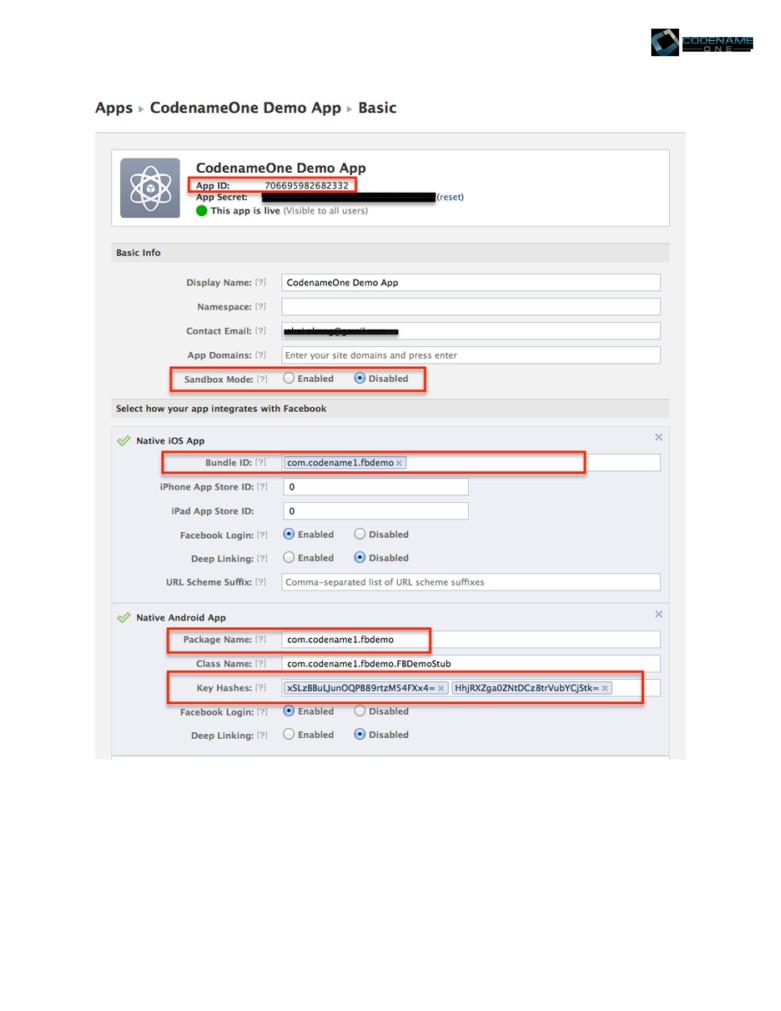 CODENAME
ONE
Apps ▸ CodenameOne Demo App ▸ Basic
CodenameOne Demo App
App ID: 706695982682332
App Secret: (reset)
This app is live (Visible to all users)
Basic Info
Display Name: [?] CodenameOne Demo App
Namespace: [?]
Contact Email: [?]
App Domains: [?] Enter your site domains and press enter
Sandbox Mode: [?] Enabled Disabled
Select how your app integrates with Facebook
Native iOS App ×
Bundle ID: [?] com.codename1.fbdemo ×
iPhone App Store ID: [?] 0
iPad App Store ID: 0
Facebook Login: [?] Enabled Disabled
Deep Linking: [?] Enabled Disabled
URL Scheme Suffix: [?] Comma-separated list of URL scheme suffixes
Native Android App ×
Package Name: [?] com.codename1.fbdemo
Class Name: [?] com.codename1.fbdemo.FBDemoStub
Key Hashes: [?] xSLzBBuLJunOQPB89rtzM54FXx4= × HhjRXZga0ZNtDCz8trVubYCjStk= ×
Facebook Login: [?] Enabled Disabled
Deep Linking: [?] Enabled Disabled